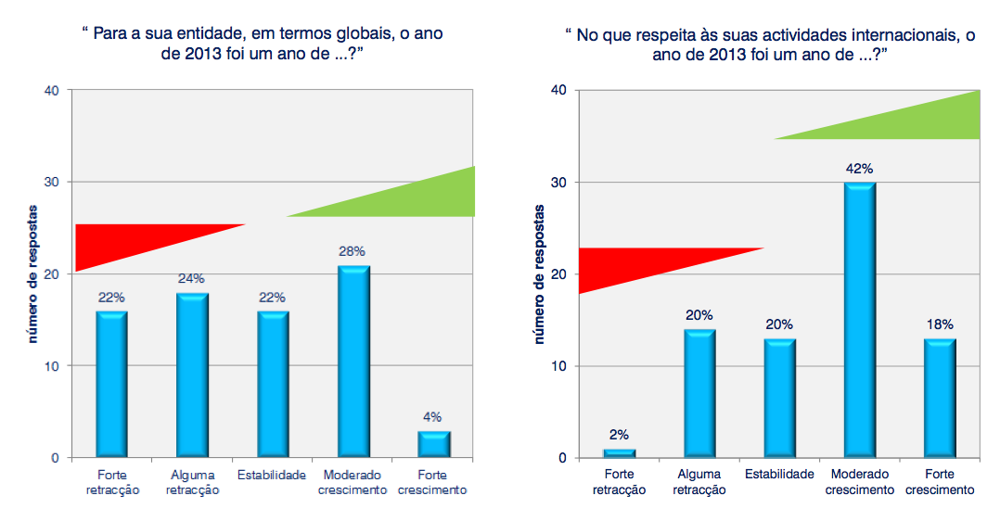 “ Para a sua entidade, em termos globais, o ano
de 2013 foi um ano de ...?”
40
30
20
10
0
número de respostas
22%
24%
22%
28%
4%
Forte
retracção
Alguma
retracção
Estabilidade
Moderado
crescimento
Forte
crescimento
“ No que respeita às suas actividades internacionais, o
ano de 2013 foi um ano de ...?”
40
30
20
10
0
número de respostas
2%
20%
20%
42%
18%
Forte
retracção
Alguma
retracção
Estabilidade
Moderado
crescimento
Forte
crescimento